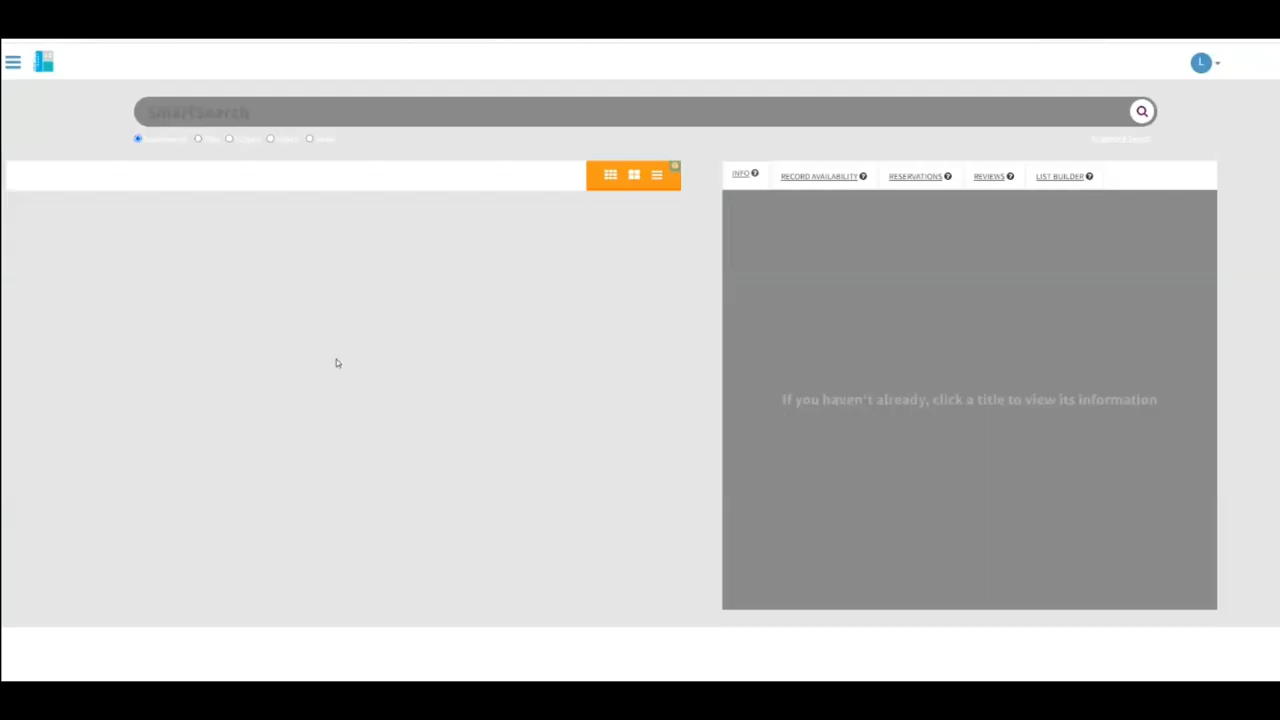 L
SmartSearch
INFO RECORD AVAILABILITY RESERVATIONS REVIEWS LIST BUILDER
If you haven't already, click a title to view its information